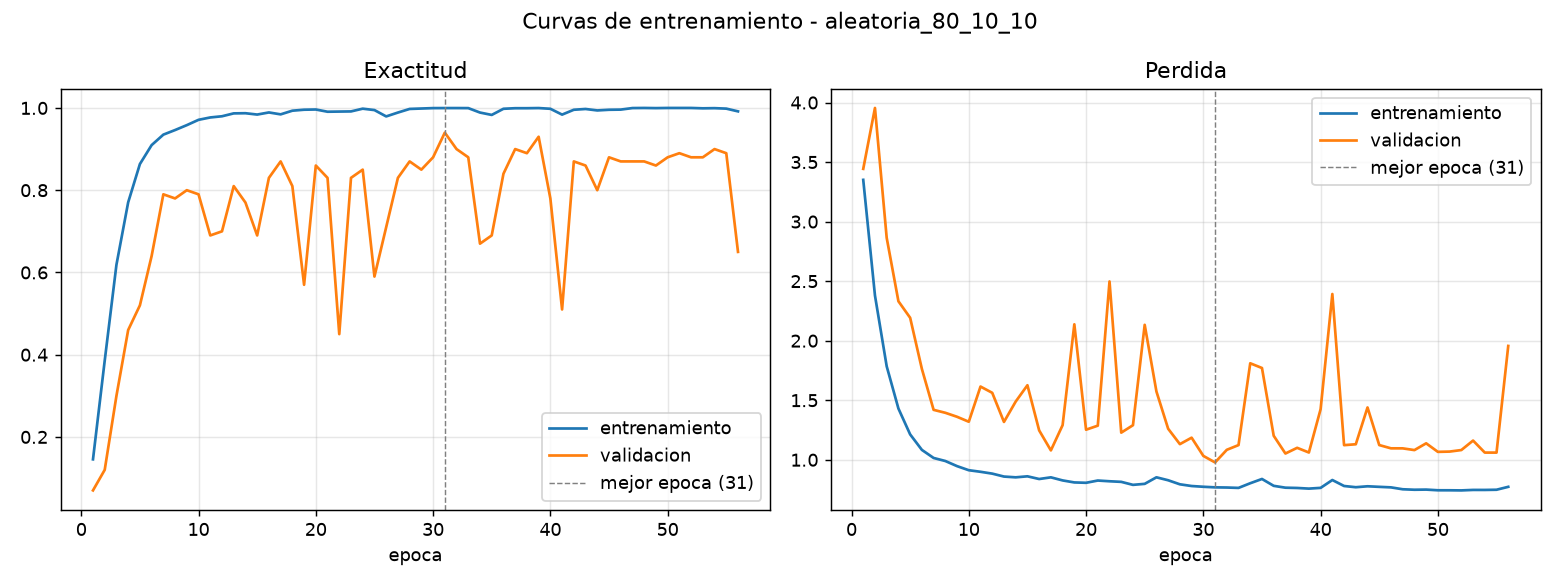 Curvas de entrenamiento - aleatoria_80_10_10
Exactitud
1.0
0.8
0.6
0.4
0.2
0
10
20
30
40
50
epoca
entrenamiento
validacion
mejor epoca (31)
Perdida
4.0
3.5
3.0
2.5
2.0
1.5
1.0
0
10
20
30
40
50
epoca
entrenamiento
validacion
mejor epoca (31)